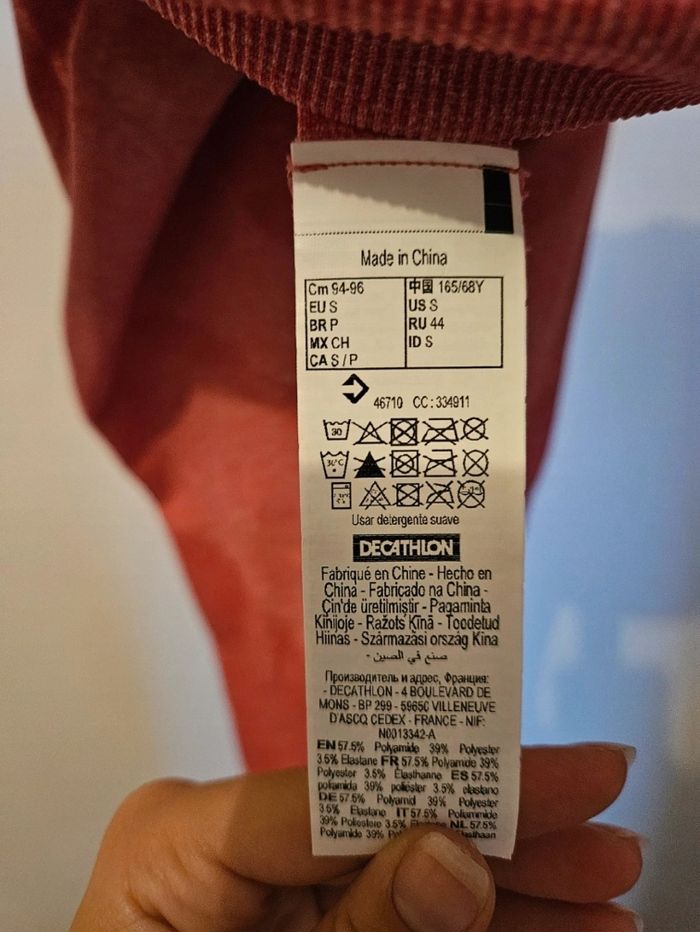 Made in China
Cm 94-96 中国 165/68Y
EU S US S
BR P RU 44
MX CH ID S
CA S / P
46710 CC : 334911
30
30°C
Usar detergente suave
DECATHLON
Fabriqué en Chine - Hecho en
China - Fabricado na China -
Çin'de üretilmiştir - Pagaminta
Kinijoje - Ražots Ķīnā - Toodetud
Hiinas - Származási ország Kína
صنع في الصين -
Производитель и адрес, Франция:
- DECATHLON - 4 BOULEVARD DE
MONS - BP 299 - 59650 VILLENEUVE
D'ASCQ CEDEX - FRANCE - NIF:
N0013342-A
EN 57.5% Polyamide 39% Polyester
3.5% Elastane FR 57.5% Polyamide 39%
Polyester 3.5% Élasthanne ES 57.5%
poliamida 39% poliéster 3.5% elastano
DE 57.5% Polyamid 39% Polyester
3.5% Elastano IT 57.5% Poliammide
39% Poliestere 3.5% NL 57.5%
Polyamide 39%